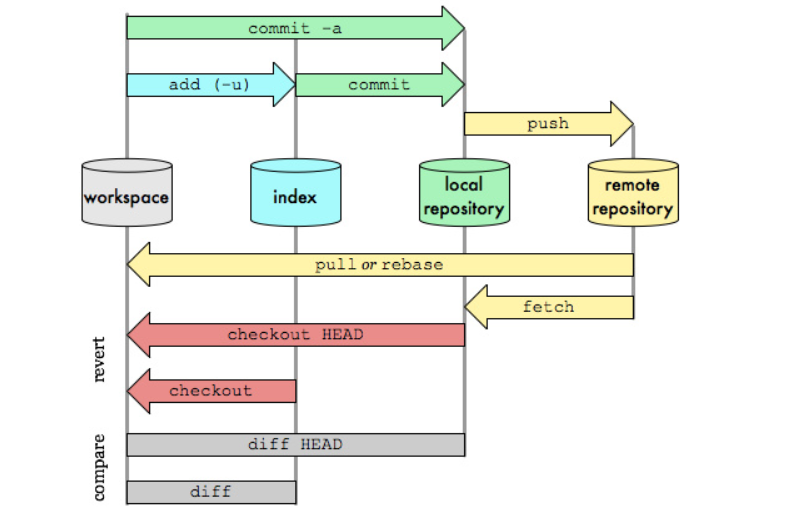 commit -a
add (-u)
commit
push
workspace
index
local
repository
remote
repository
pull or rebase
fetch
revert
checkout HEAD
checkout
compare
diff HEAD
diff